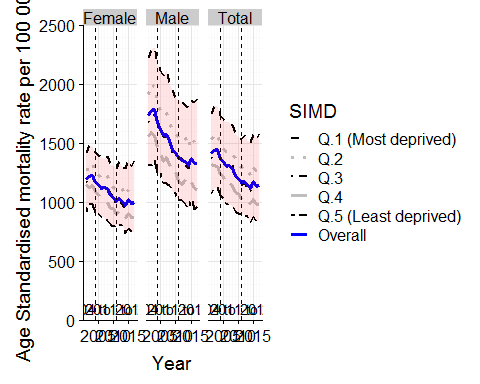 Female Male Total
2500
2000
1500
1000
500
0
Age Standardised mortality rate per 100 00
Year
SIMD
Q.1 (Most deprived)
Q.2
Q.3
Q.4
Q.5 (Least deprived)
Overall